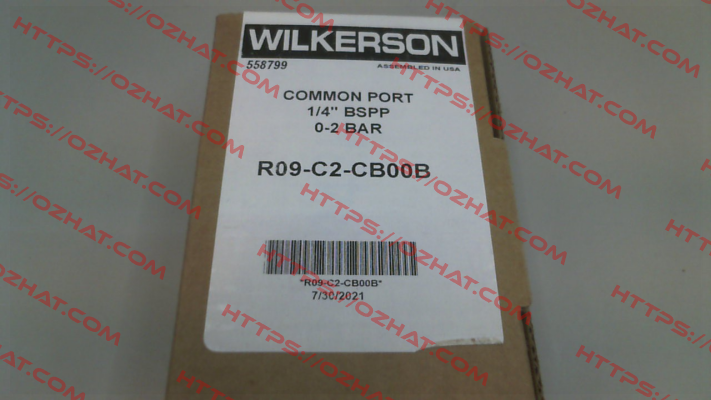 WILKERSON
558799 ASSEMBLED IN USA
COMMON PORT
1/4" BSPP
0-2 BAR
R09-C2-CB00B
*R09-C2-CB00B*
7/30/2021
HTTPS://OZHAT.COM